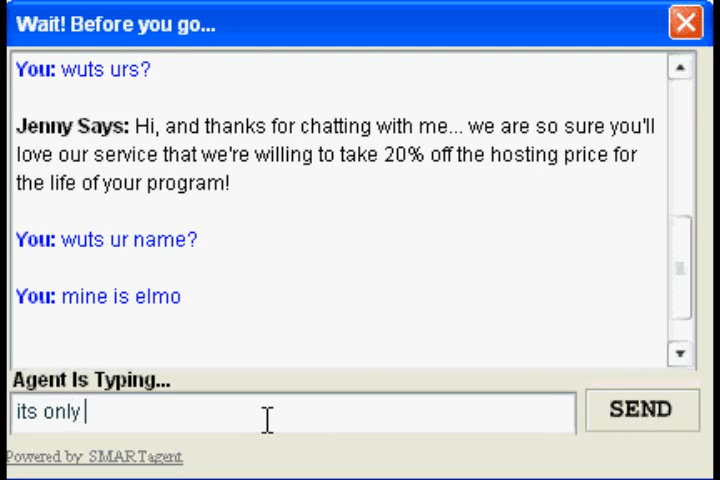 Wait! Before you go...
You: wuts urs?
Jenny Says: Hi, and thanks for chatting with me... we are so sure you'll
love our service that we're willing to take 20% off the hosting price for
the life of your program!
You: wuts ur name?
You: mine is elmo
Agent Is Typing...
its only
SEND
Powered by SMARTagent